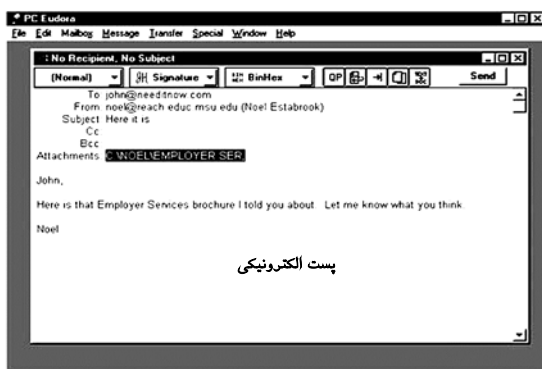 PC Eudora
File Edit Mailbox Message Transfer Special Window Help
: No Recipient, No Subject
(Normal) Signature BinHex QP Send
To john@needitnow.com
From noel@reach.educ.msu.edu (Noel Estabrook)
Subject Here it is
Cc
Bcc
Attachments C:\NOEL\EMPLOYER.SER
John,
Here is that Employer Services brochure I told you about. Let me know what you think.
Noel
پست الکترونیکی